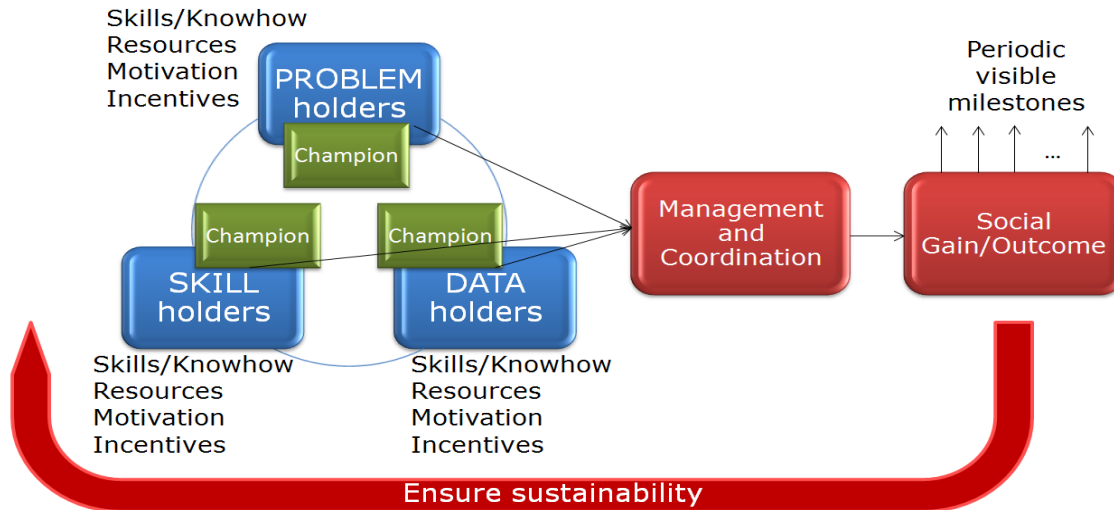 Skills/Knowhow
Resources
Motivation
Incentives
PROBLEM
holders
Champion
Champion
Champion
SKILL
holders
DATA
holders
Skills/Knowhow
Resources
Motivation
Incentives
Skills/Knowhow
Resources
Motivation
Incentives
Management
and
Coordination
Periodic
visible
milestones
...
Social
Gain/Outcome
Ensure sustainability